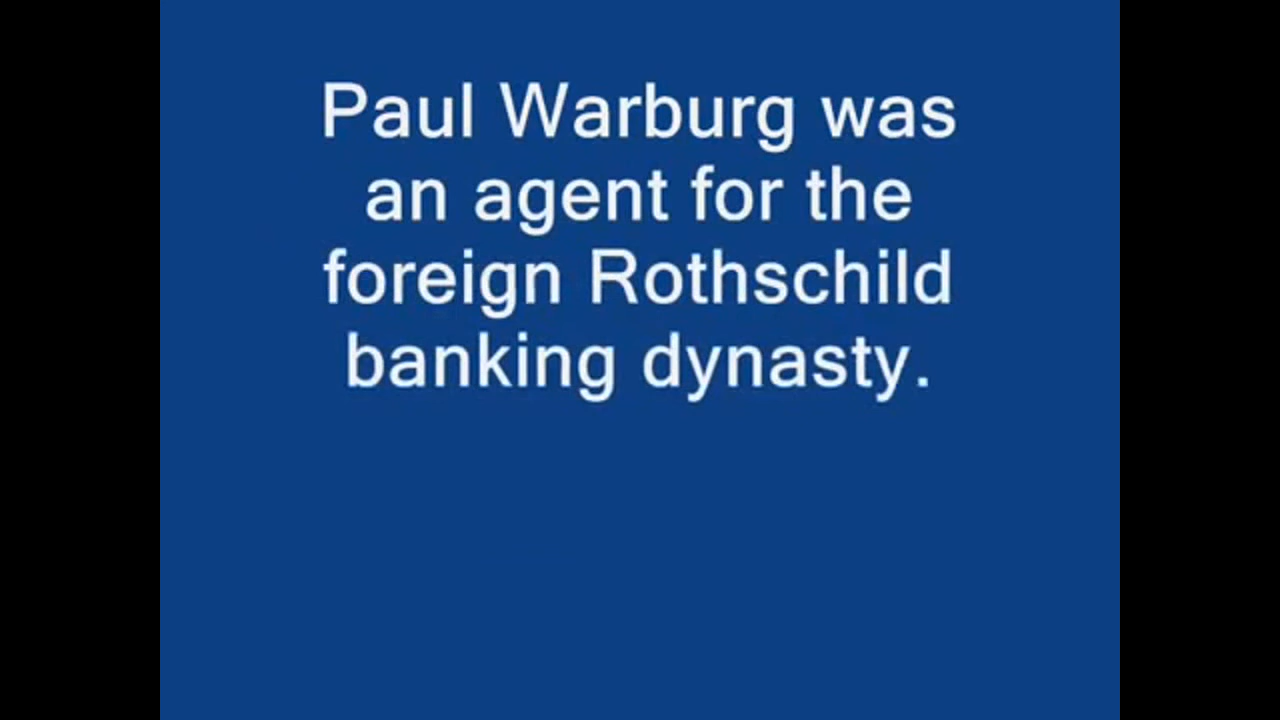 Paul Warburg was
an agent for the
foreign Rothschild
banking dynasty.